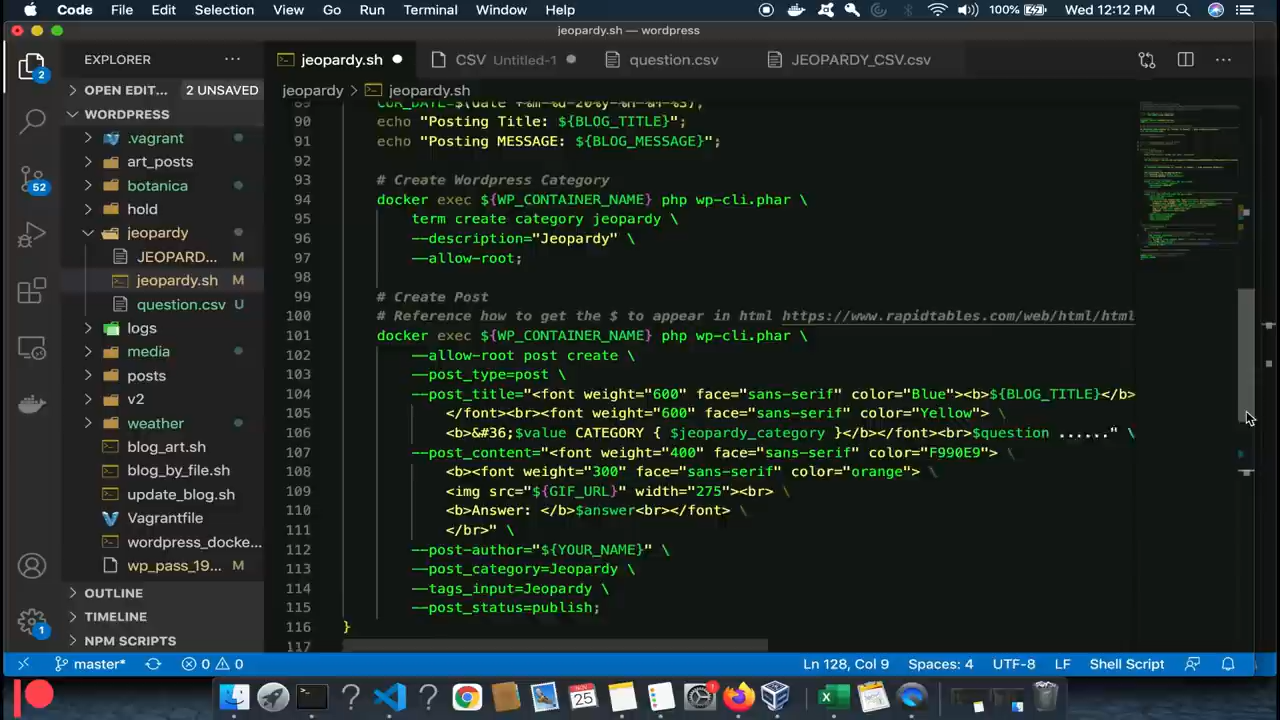 Code File Edit Selection View Go Run Terminal Window Help 100% Wed 12:12 PM
jeopardy.sh — wordpress
EXPLORER
jeopardy.sh
CSV Untitled-1
question.csv
JEOPARDY_CSV.csv
OPEN EDIT... 2 UNSAVED
jeopardy > jeopardy.sh
WORDPRESS
.vagrant
art_posts
botanica
hold
jeopardy
JEOPARD... M
jeopardy.sh M
question.csv U
logs
media
posts
v2
weather
blog_art.sh
blog_by_file.sh
update_blog.sh
Vagrantfile
wordpress_docke...
wp_pass_19... M
OUTLINE
TIMELINE
NPM SCRIPTS
2
52
1
89
90 echo "Posting Title: ${BLOG_TITLE}";
91 echo "Posting MESSAGE: ${BLOG_MESSAGE}";
92
93 # Create Wordpress Category
94 docker exec ${WP_CONTAINER_NAME} php wp-cli.phar \
95 term create category jeopardy \
96 --description="Jeopardy" \
97 --allow-root;
98
99 # Create Post
100 # Reference how to get the $ to appear in html https://www.rapidtables.com/web/html/html
101 docker exec ${WP_CONTAINER_NAME} php wp-cli.phar \
102 --allow-root post create \
103 --post_type=post \
104 --post_title="<font weight="600" face="sans-serif" color="Blue"><b>${BLOG_TITLE}</b>
105 </font><br><font weight="600" face="sans-serif" color="Yellow"> \
106 <b>&#36;$value CATEGORY { $jeopardy_category }</b></font><br>$question ......" \
107 --post_content="<font weight="400" face="sans-serif" color="F990E9"> \
108 <b><font weight="300" face="sans-serif" color="orange"> \
109 <img src="${GIF_URL}" width="275"><br> \
110 <b>Answer: </b>$answer<br></font> \
111 </br>" \
112 --post-author="${YOUR_NAME}" \
113 --post_category=Jeopardy \
114 --tags_input=Jeopardy \
115 --post_status=publish;
116 }
117
master* 0 0 Ln 128, Col 9 Spaces: 4 UTF-8 LF Shell Script
NOV
25
1